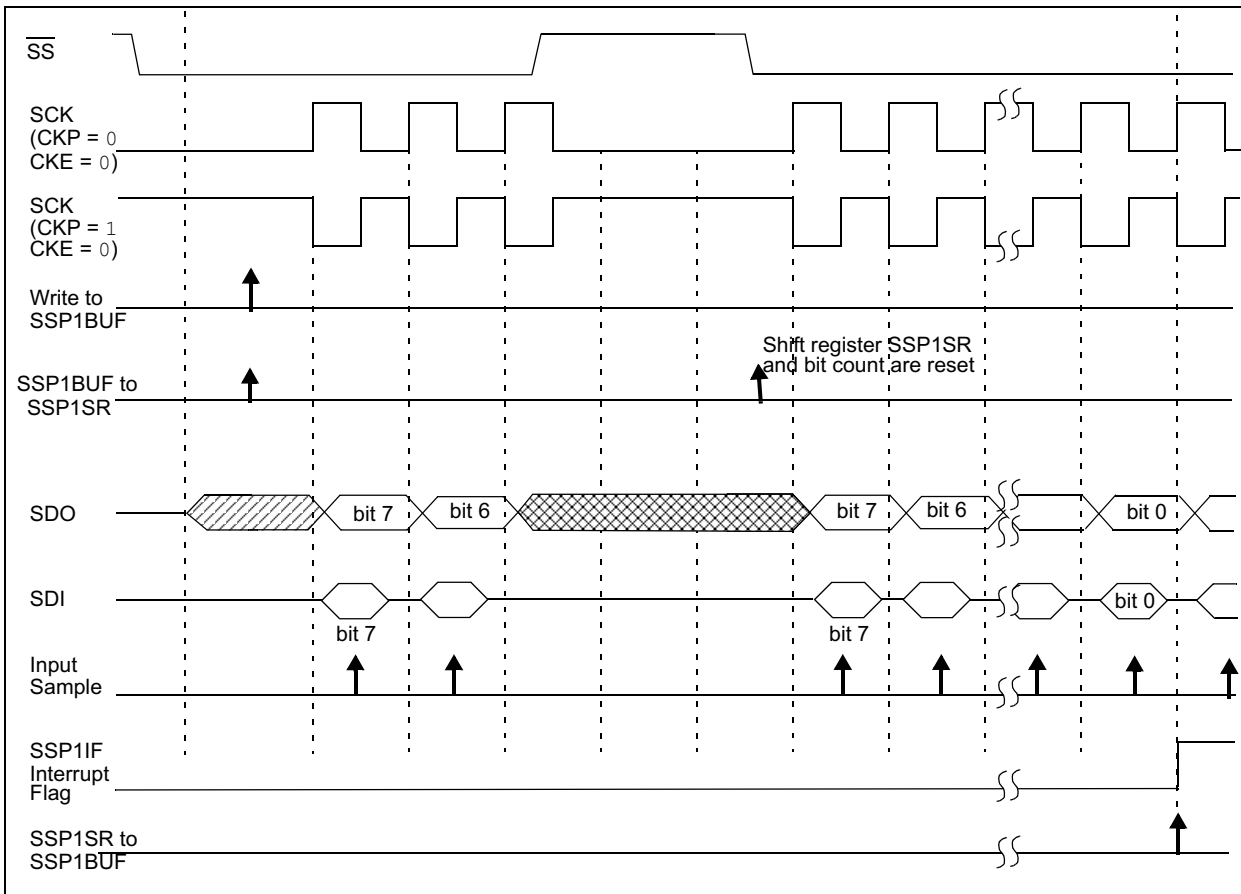 SS
SCK
(CKP = 0
CKE = 0)
SCK
(CKP = 1
CKE = 0)
Write to
SSP1BUF
Shift register SSP1SR
and bit count are reset
SSP1BUF to
SSP1SR
SDO
bit 7
bit 6
bit 7
bit 6
bit 0
SDI
bit 0
bit 7
bit 7
Input
Sample
SSP1IF
Interrupt
Flag
SSP1SR to
SSP1BUF